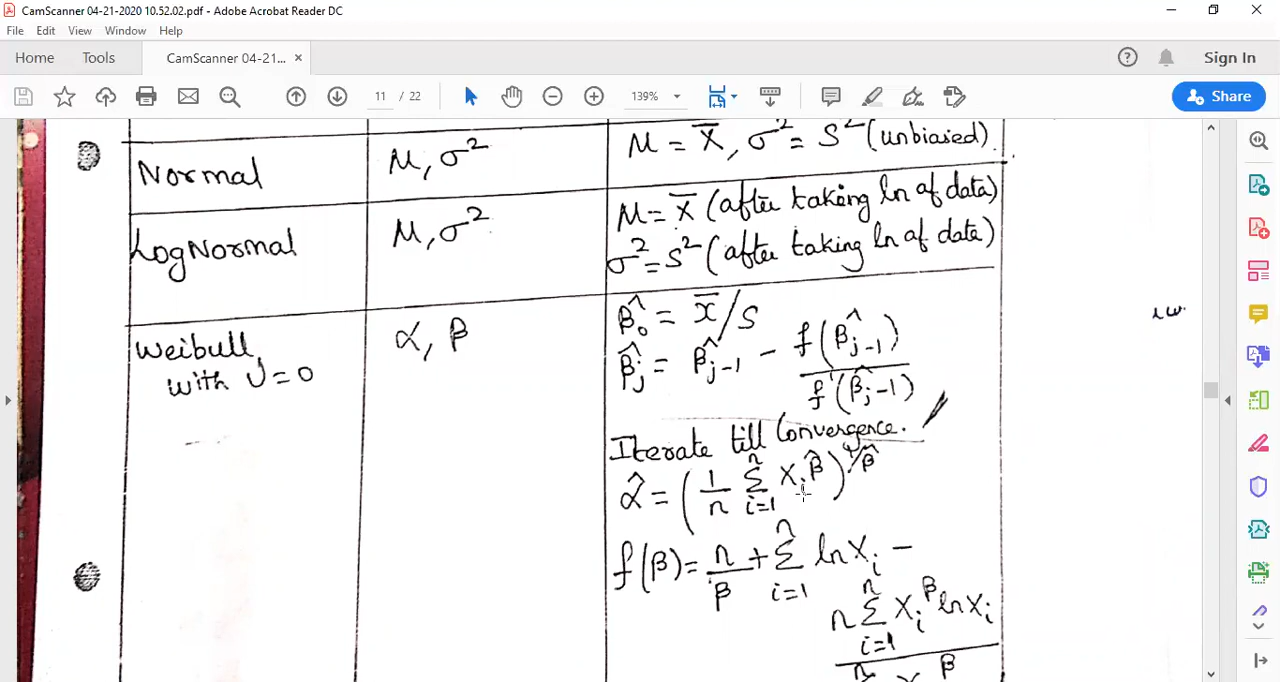 CamScanner 04-21-2020 10.52.02.pdf - Adobe Acrobat Reader DC
File Edit View Window Help
Home Tools CamScanner 04-21... × Sign In
11 / 22 139% Share
Normal μ, σ² μ = X̄, σ² = S² (unbiased).
LogNormal μ, σ² μ = X̄ (after taking ln of data)
σ² = S² (after taking ln of data)
Weibull α, β β̂₀ = x̄/S
with ν = 0 β̂ⱼ = β̂ⱼ₋₁ - f(β̂ⱼ₋₁) / f'(β̂ⱼ₋₁)
Iterate till Convergence.
α̂ = (1/n Σᵢ₌₁ⁿ Xᵢ^β̂)^(1/β̂)
f(β) = n/β + Σᵢ₌₁ⁿ ln Xᵢ -
n Σᵢ₌₁ⁿ Xᵢ^β ln Xᵢ